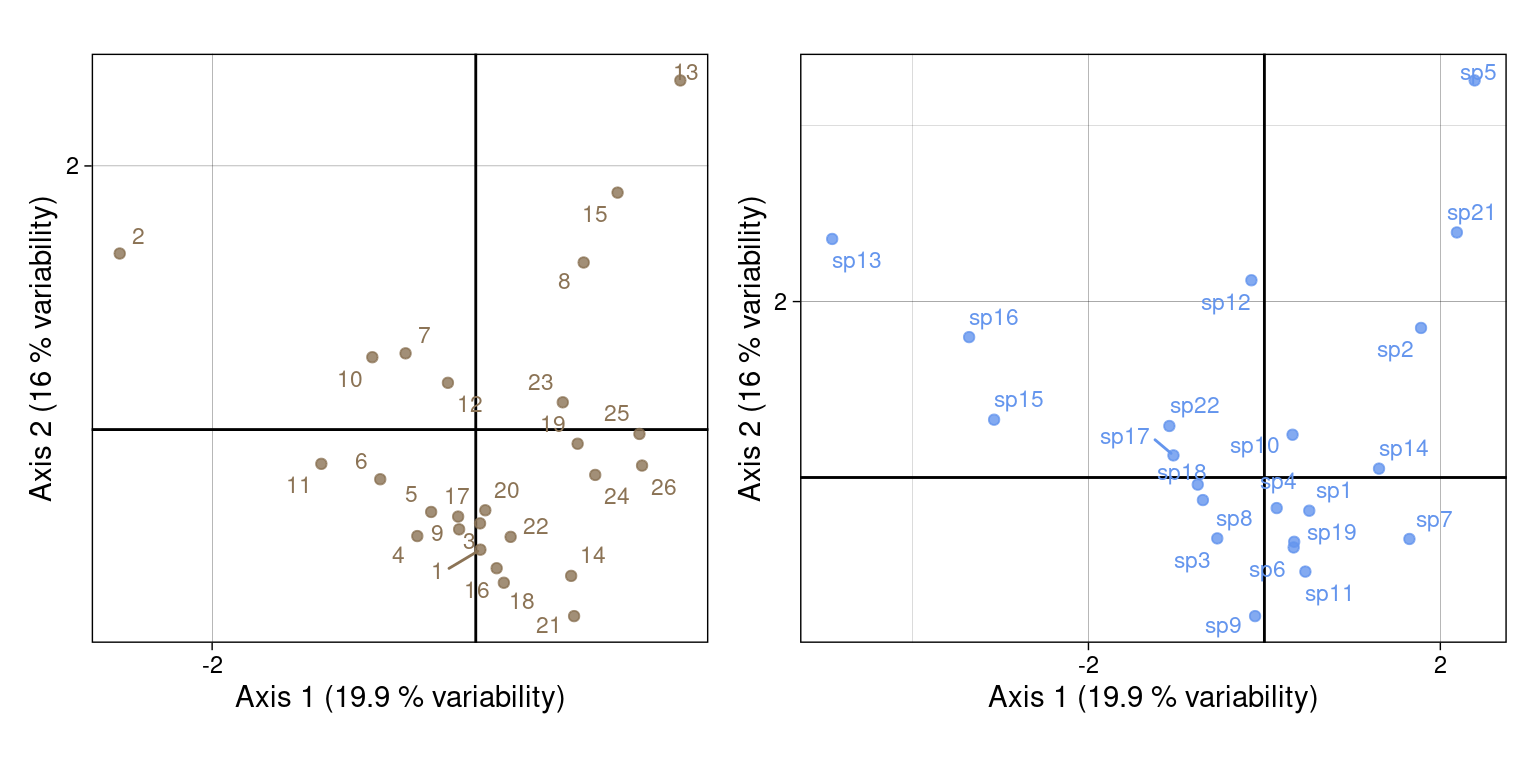 13
2
15
2
8
7
10
12
23
19
25
11
6
24
26
5
17
20
4
9
3
22
1
14
16
18
21
-2
Axis 1 (19.9 % variability)
Axis 2 (16 % variability)
sp5
sp21
sp13
2
sp12
sp16
sp2
sp15
sp22
sp17
sp10
sp14
sp18
sp4
sp1
sp8
sp7
sp19
sp3
sp6
sp11
sp9
-2
2
Axis 1 (19.9 % variability)
Axis 2 (16 % variability)